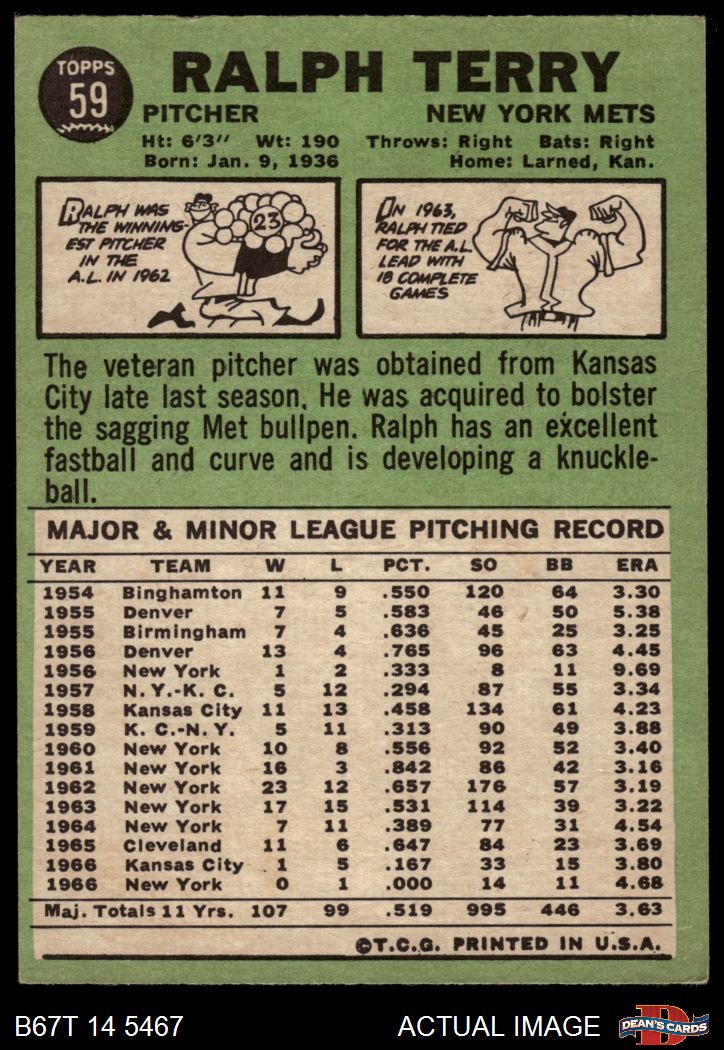 TOPPS
59
RALPH TERRY
PITCHER NEW YORK METS
Ht: 6'3" Wt: 190 Throws: Right Bats: Right
Born: Jan. 9, 1936 Home: Larned, Kan.
RALPH WAS
THE WINNING-
EST PITCHER
IN THE
A.L. IN 1962
23
IN 1963,
RALPH TIED
FOR THE A.L.
LEAD WITH
18 COMPLETE
GAMES
The veteran pitcher was obtained from Kansas
City late last season. He was acquired to bolster
the sagging Met bullpen. Ralph has an excellent
fastball and curve and is developing a knuckle-
ball.
MAJOR & MINOR LEAGUE PITCHING RECORD
YEAR TEAM W L PCT. SO BB ERA
1954 Binghamton 11 9 .550 120 64 3.30
1955 Denver 7 5 .583 46 50 5.38
1955 Birmingham 7 4 .636 45 25 3.25
1956 Denver 13 4 .765 96 63 4.45
1956 New York 1 2 .333 8 11 9.69
1957 N.Y.-K.C. 5 12 .294 87 55 3.34
1958 Kansas City 11 13 .458 134 61 4.23
1959 K.C.-N.Y. 5 11 .313 90 49 3.88
1960 New York 10 8 .556 92 52 3.40
1961 New York 16 3 .842 86 42 3.16
1962 New York 23 12 .657 176 57 3.19
1963 New York 17 15 .531 114 39 3.22
1964 New York 7 11 .389 77 31 4.54
1965 Cleveland 11 6 .647 84 23 3.69
1966 Kansas City 1 5 .167 33 15 3.80
1966 New York 0 1 .000 14 11 4.68
Maj. Totals 11 Yrs. 107 99 .519 995 446 3.63
©T.C.G. PRINTED IN U.S.A.
B67T 14 5467 ACTUAL IMAGE DEAN'S CARDS